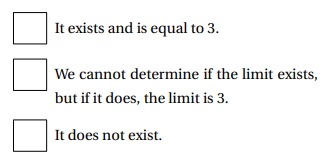 It exists and is equal to 3.
We cannot determine if the limit exists,
but if it does, the limit is 3.
It does not exist.